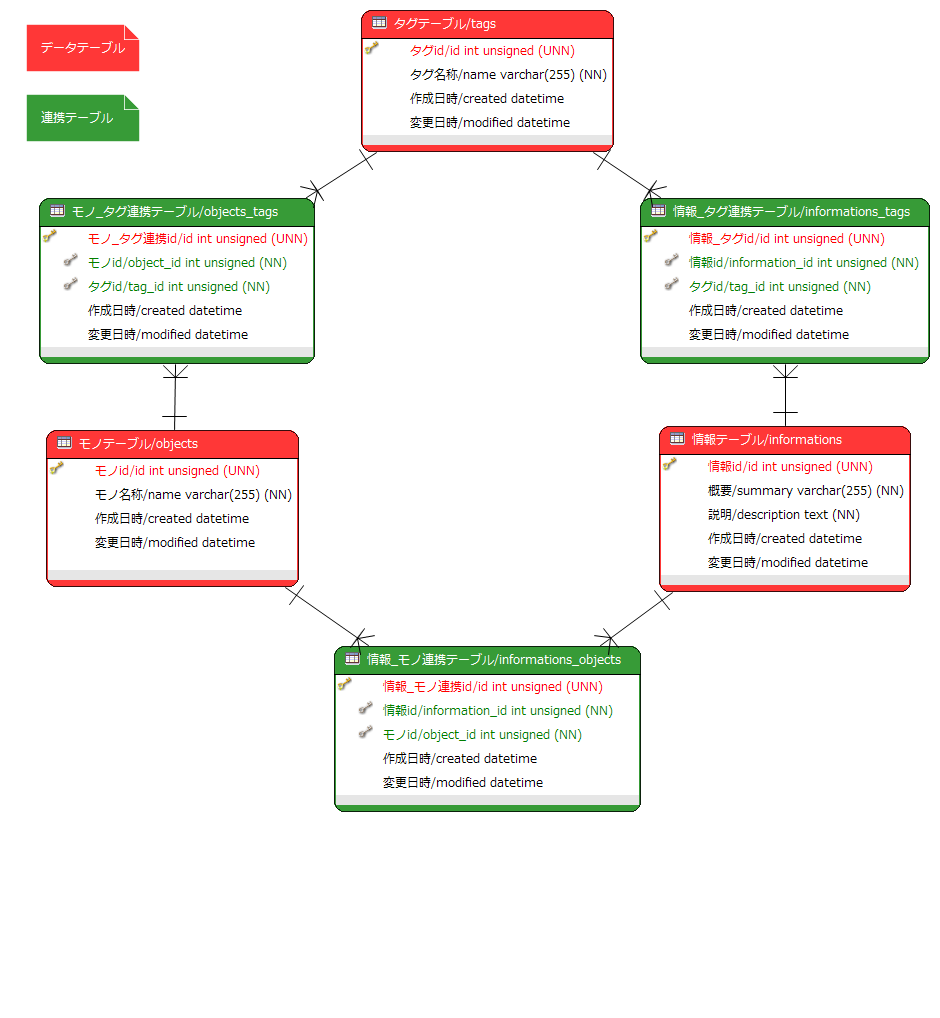 データテーブル
連携テーブル
タグテーブル/tags
タグid/id int unsigned (UNN)
タグ名称/name varchar(255) (NN)
作成日時/created datetime
変更日時/modified datetime
モノ_タグ連携テーブル/objects_tags
モノ_タグ連携id/id int unsigned (UNN)
モノid/object_id int unsigned (NN)
タグid/tag_id int unsigned (NN)
作成日時/created datetime
変更日時/modified datetime
情報_タグ連携テーブル/informations_tags
情報_タグid/id int unsigned (UNN)
情報id/information_id int unsigned (NN)
タグid/tag_id int unsigned (NN)
作成日時/created datetime
変更日時/modified datetime
モノテーブル/objects
モノid/id int unsigned (UNN)
モノ名称/name varchar(255) (NN)
作成日時/created datetime
変更日時/modified datetime
情報テーブル/informations
情報id/id int unsigned (UNN)
概要/summary varchar(255) (NN)
説明/description text (NN)
作成日時/created datetime
変更日時/modified datetime
情報_モノ連携テーブル/informations_objects
情報_モノ連携id/id int unsigned (UNN)
情報id/information_id int unsigned (NN)
モノid/object_id int unsigned (NN)
作成日時/created datetime
変更日時/modified datetime